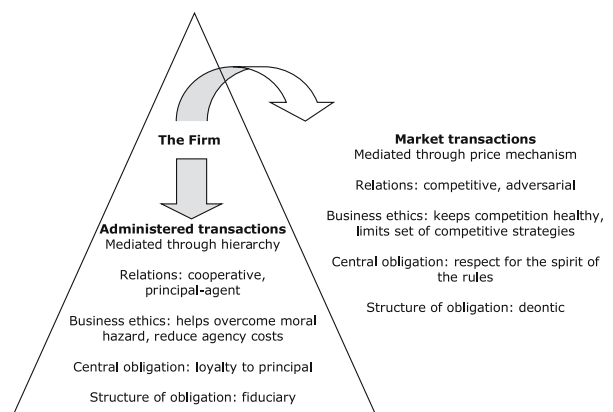 The Firm
Administered transactions
Mediated through hierarchy
Relations: cooperative,
principal-agent
Business ethics: helps overcome moral
hazard, reduce agency costs
Central obligation: loyalty to principal
Structure of obligation: fiduciary
Market transactions
Mediated through price mechanism
Relations: competitive, adversarial
Business ethics: keeps competition healthy,
limits set of competitive strategies
Central obligation: respect for the spirit of
the rules
Structure of obligation: deontic